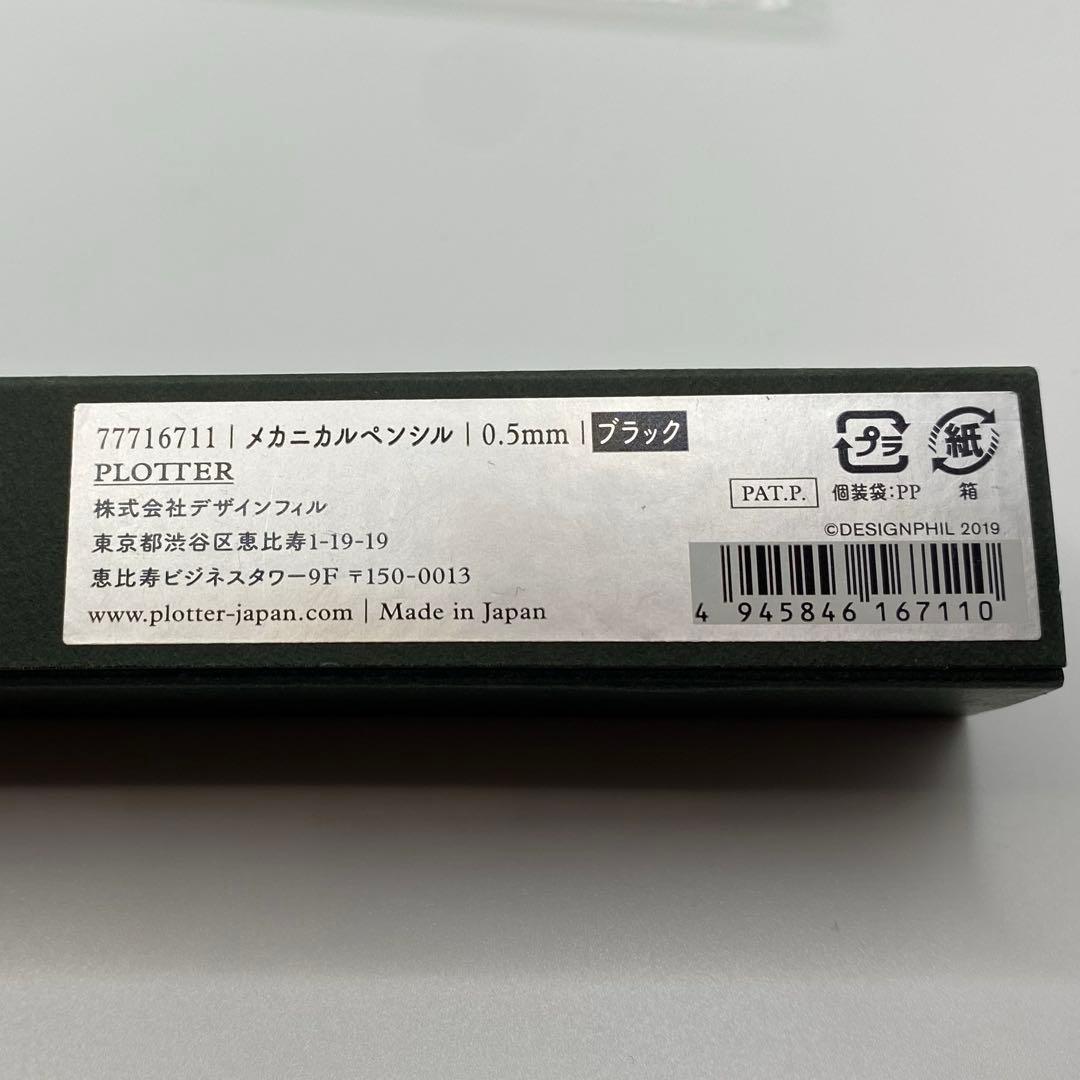 77716711 | メカニカルペンシル | 0.5mm | ブラック
PLOTTER
株式会社デザインフィル
東京都渋谷区恵比寿1-19-19
恵比寿ビジネスタワー9F 〒150-0013
www.plotter-japan.com | Made in Japan
プラ 紙
PAT.P. 個装袋:PP 箱
©DESIGNPHIL 2019
4 945846 167110